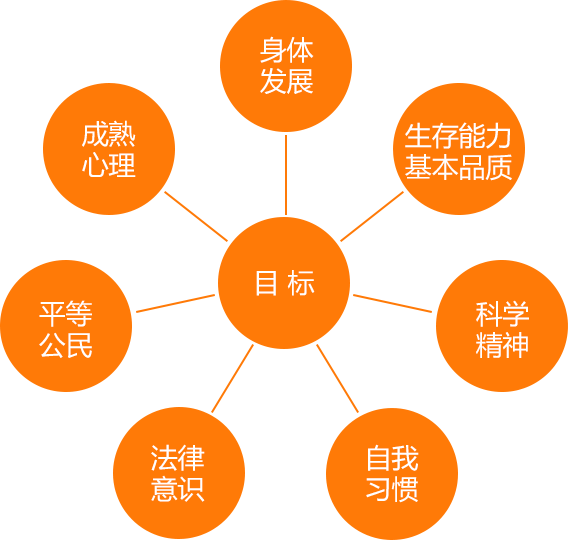 身体
发展
生存能力
基本品质
科学
精神
自我
习惯
法律
意识
平等
公民
成熟
心理
目 标